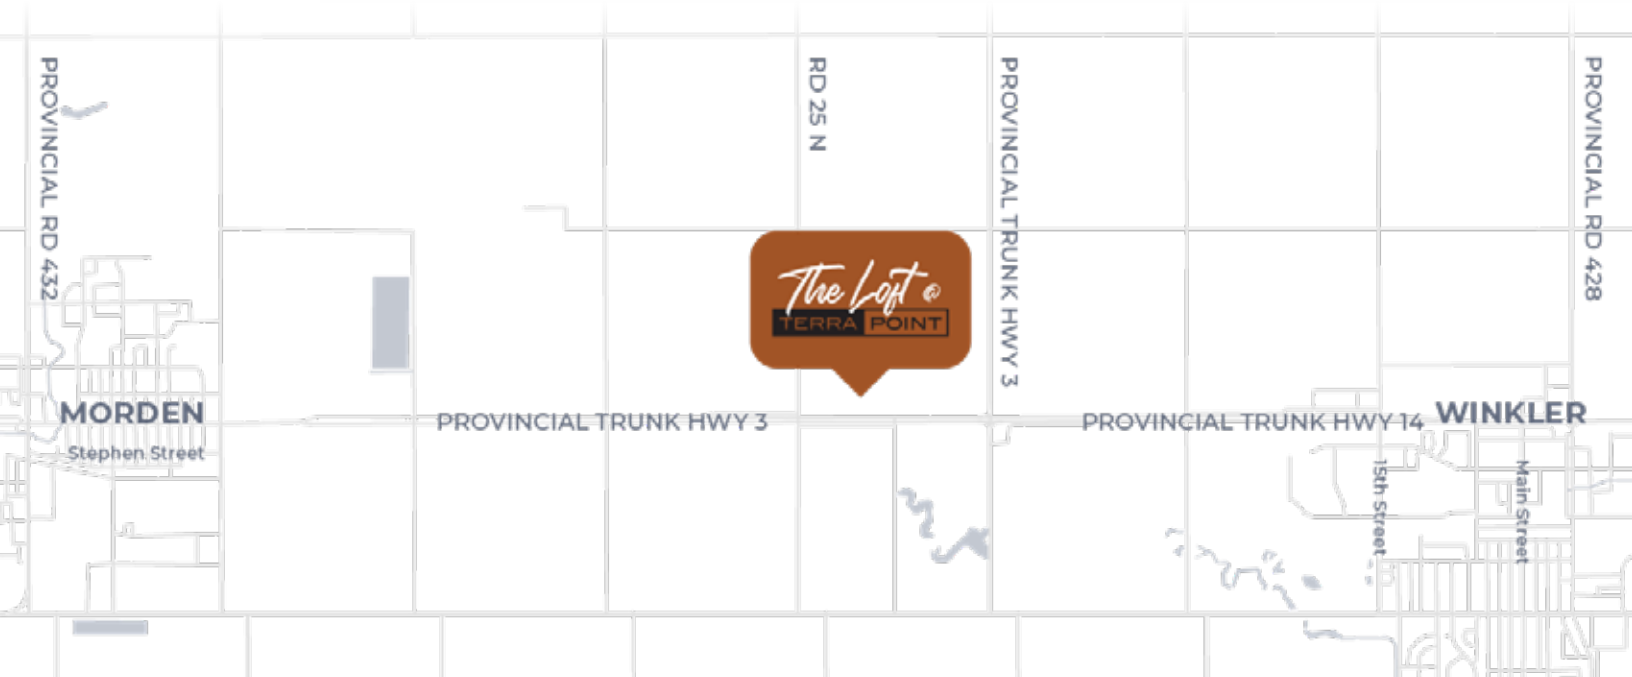 PROVINCIAL RD 432
RD 25 N
PROVINCIAL TRUNK HWY 3
PROVINCIAL RD 428
The Loft @
TERRA POINT
MORDEN
Stephen Street
PROVINCIAL TRUNK HWY 3
PROVINCIAL TRUNK HWY 14
WINKLER
15th Street
Main Street